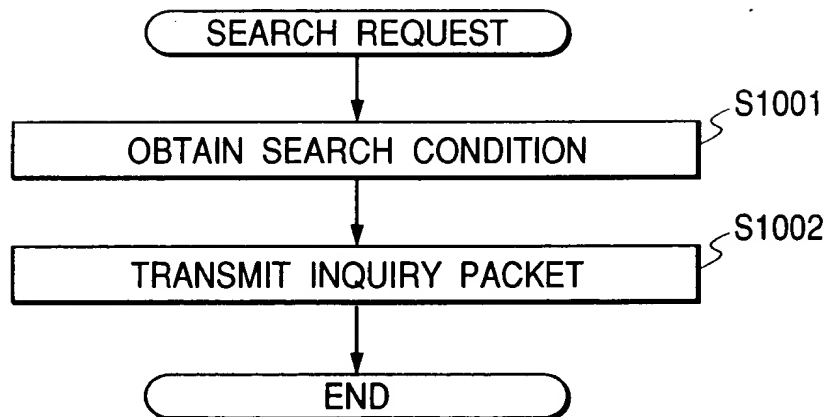 SEARCH REQUEST
S1001
OBTAIN SEARCH CONDITION
S1002
TRANSMIT INQUIRY PACKET
END